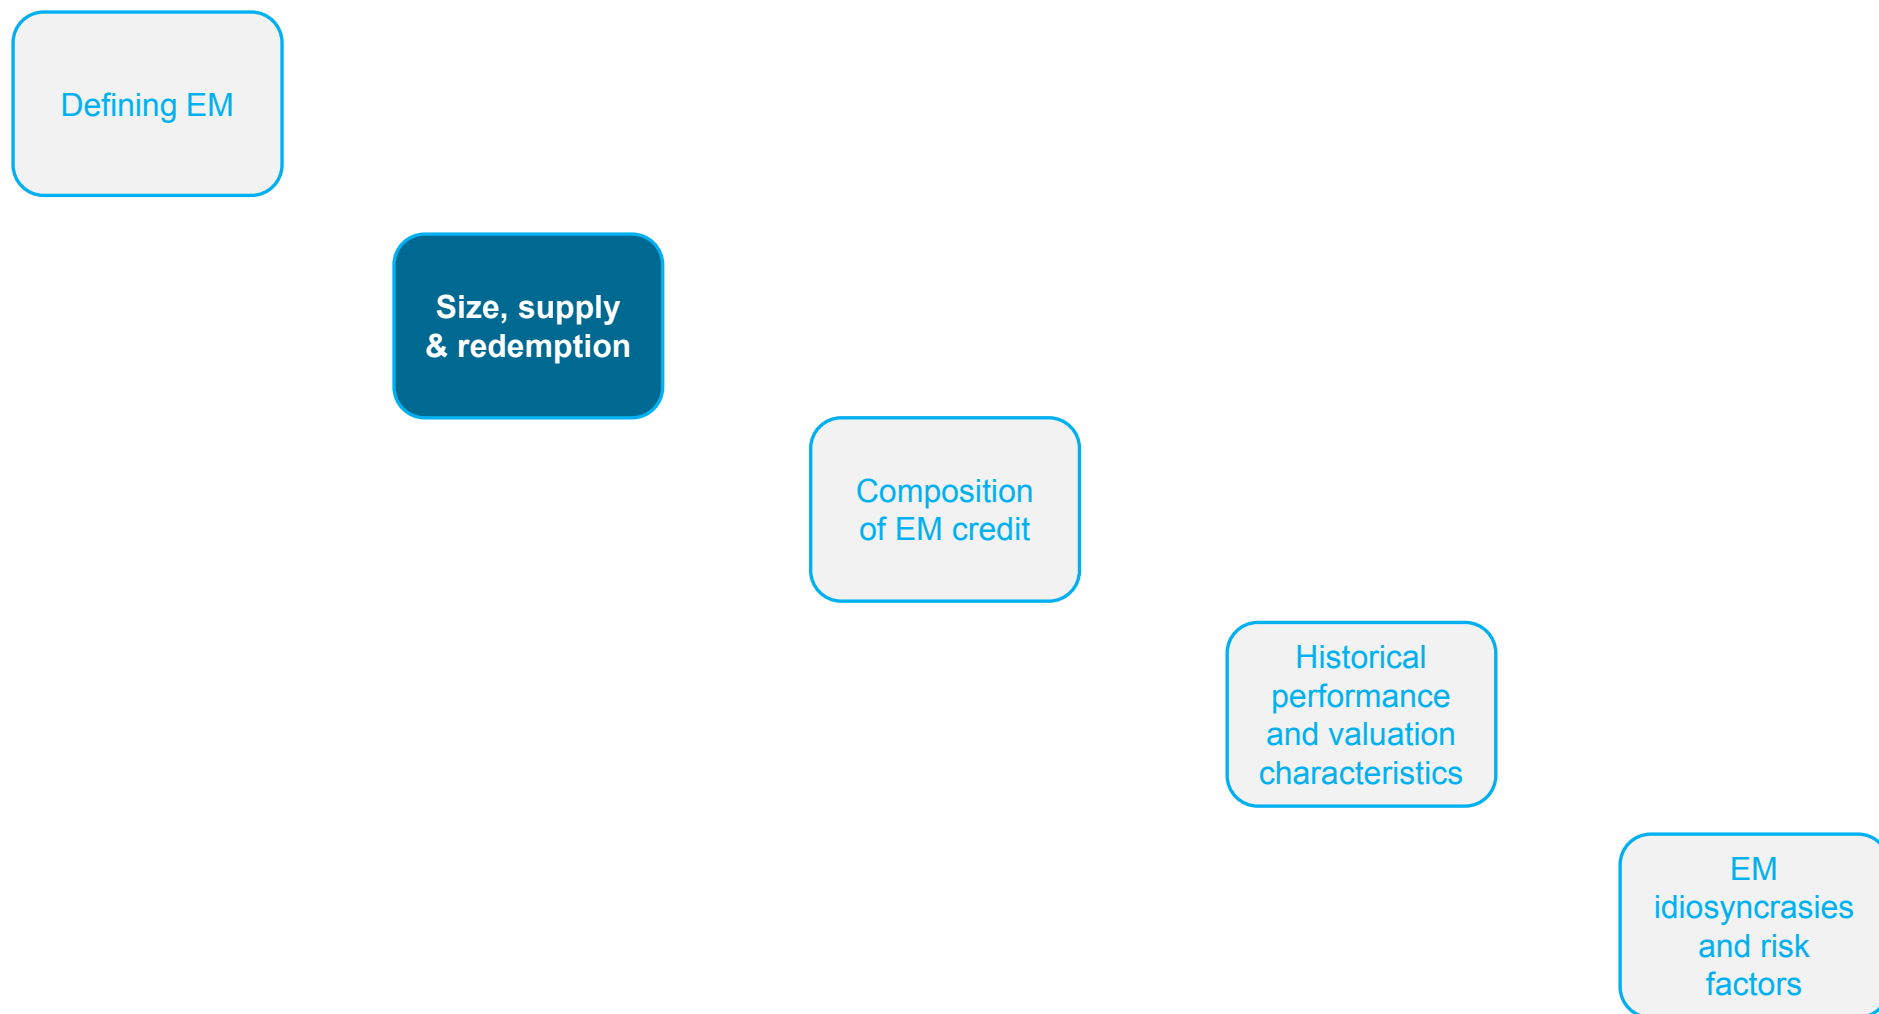 Defining EM
Size, supply
& redemption
Composition
of EM credit
Historical
performance
and valuation
characteristics
EM
idiosyncrasies
and risk
factors